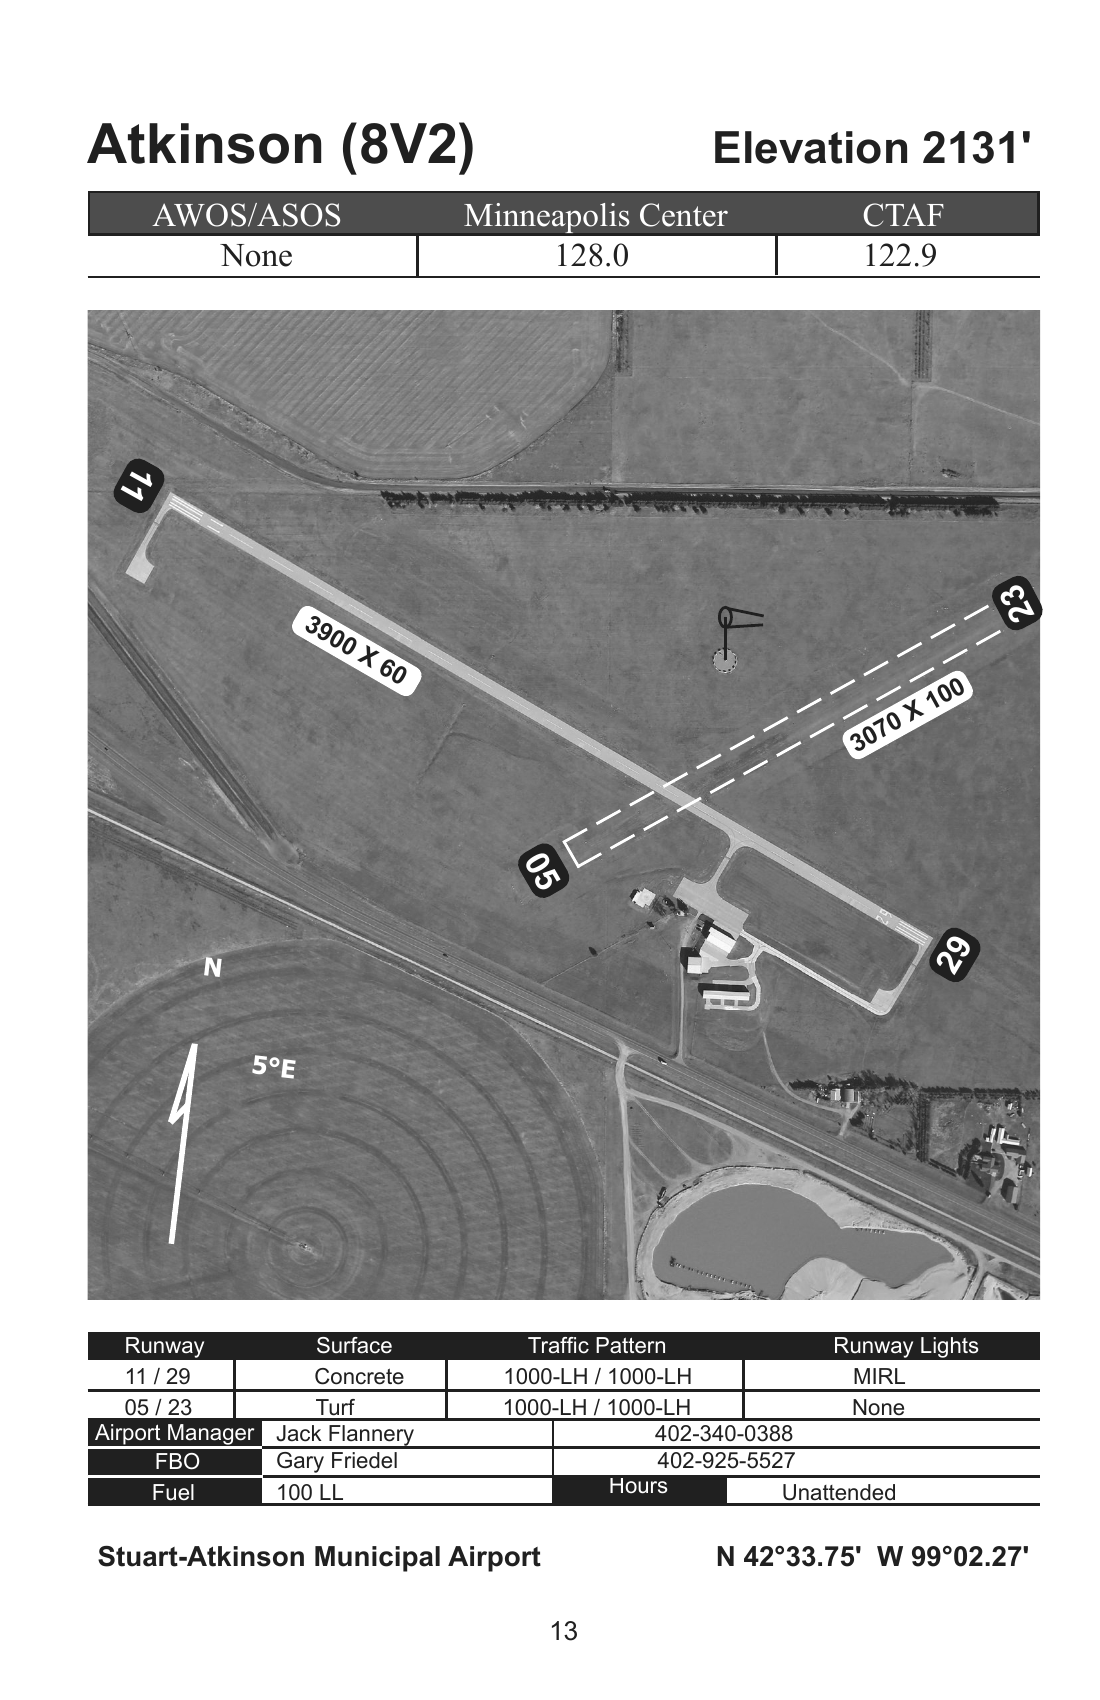 Atkinson (8V2) Elevation 2131'
AWOS/ASOS Minneapolis Center CTAF
None 128.0 122.9
11
23
3900 X 60
3070 X 100
05
29
29
N
5°E
Runway Surface Traffic Pattern Runway Lights
11 / 29 Concrete 1000-LH / 1000-LH MIRL
05 / 23 Turf 1000-LH / 1000-LH None
Airport Manager Jack Flannery 402-340-0388
FBO Gary Friedel 402-925-5527
Fuel 100 LL Hours Unattended
Stuart-Atkinson Municipal Airport N 42°33.75' W 99°02.27'
13